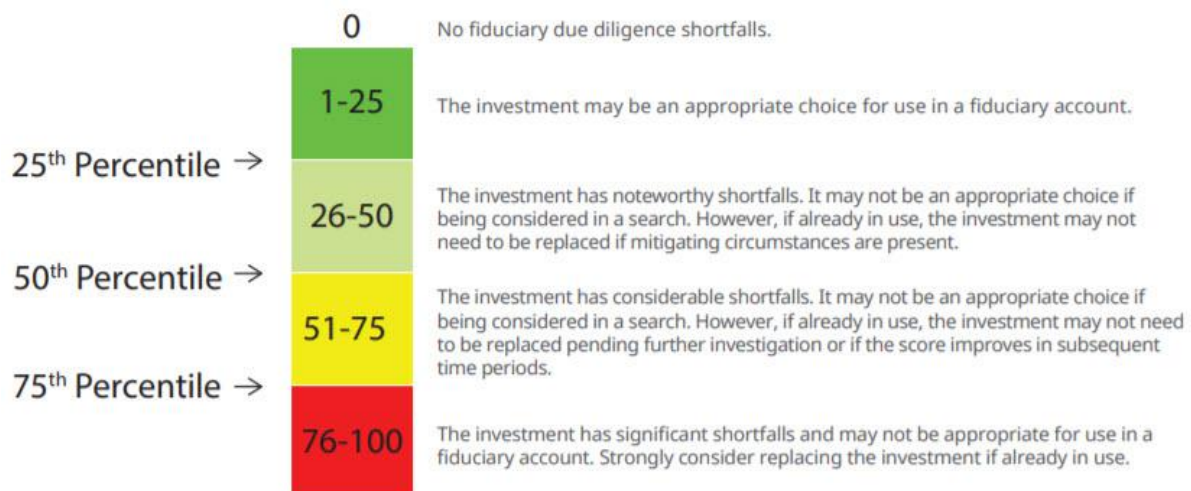 0
No fiduciary due diligence shortfalls.
1-25
The investment may be an appropriate choice for use in a fiduciary account.
25th Percentile →
26-50
The investment has noteworthy shortfalls. It may not be an appropriate choice if
being considered in a search. However, if already in use, the investment may not
need to be replaced if mitigating circumstances are present.
50th Percentile →
51-75
The investment has considerable shortfalls. It may not be an appropriate choice if
being considered in a search. However, if already in use, the investment may not need
to be replaced pending further investigation or if the score improves in subsequent
time periods.
75th Percentile →
76-100
The investment has significant shortfalls and may not be appropriate for use in a
fiduciary account. Strongly consider replacing the investment if already in use.